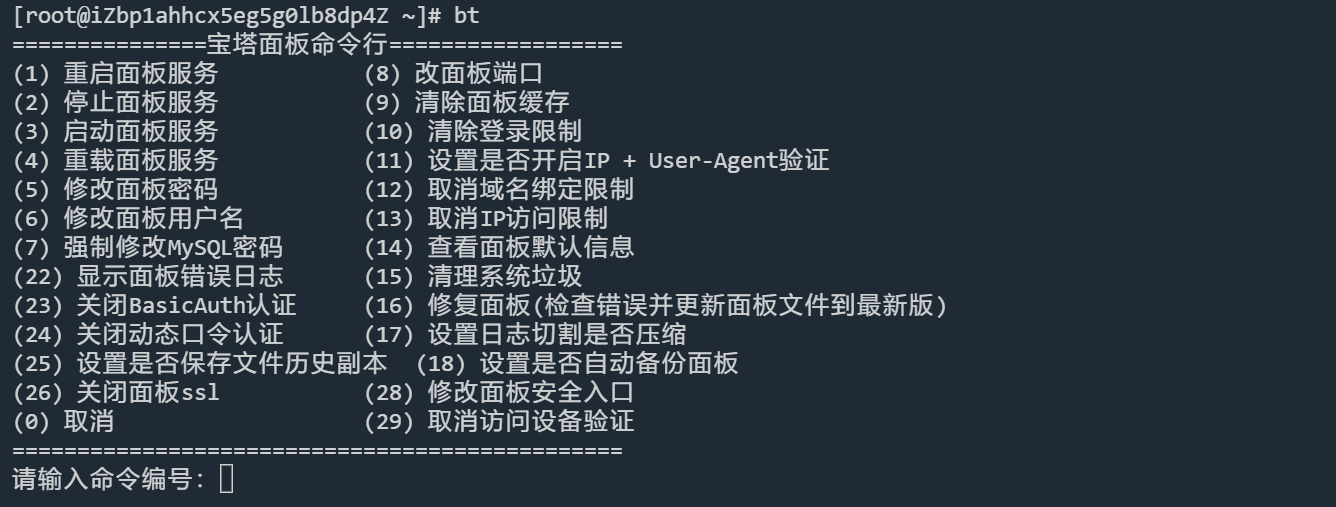 [root@iZbp1ahhcx5eg5g0lb8dp4Z ~]# bt
===============宝塔面板命令行==================
(1) 重启面板服务           (8) 改面板端口
(2) 停止面板服务           (9) 清除面板缓存
(3) 启动面板服务           (10) 清除登录限制
(4) 重载面板服务           (11) 设置是否开启IP + User-Agent验证
(5) 修改面板密码           (12) 取消域名绑定限制
(6) 修改面板用户名         (13) 取消IP访问限制
(7) 强制修改MySQL密码      (14) 查看面板默认信息
(22) 显示面板错误日志      (15) 清理系统垃圾
(23) 关闭BasicAuth认证     (16) 修复面板(检查错误并更新面板文件到最新版)
(24) 关闭动态口令认证      (17) 设置日志切割是否压缩
(25) 设置是否保存文件历史副本  (18) 设置是否自动备份面板
(26) 关闭面板ssl           (28) 修改面板安全入口
(0) 取消                   (29) 取消访问设备验证
===============================================
请输入命令编号：